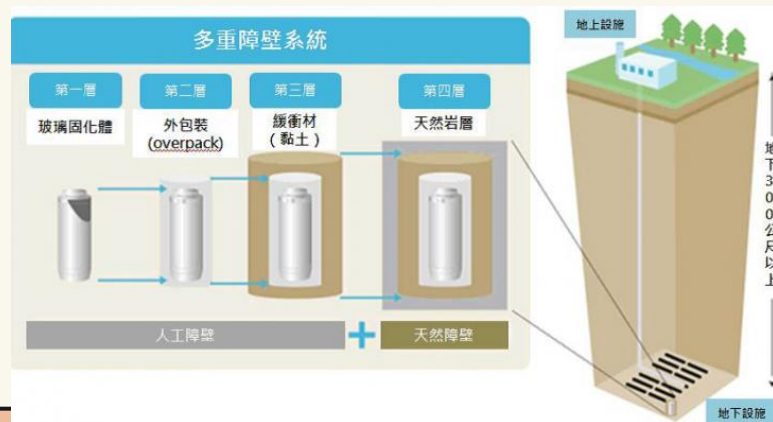 多重障壁系統
第一層
第二層
第三層
第四層
玻璃固化體
外包裝
(overpack)
緩衝材
(黏土)
天然岩層
人工障壁
+
天然障壁
地上設施
地下300公尺以上
地下設施